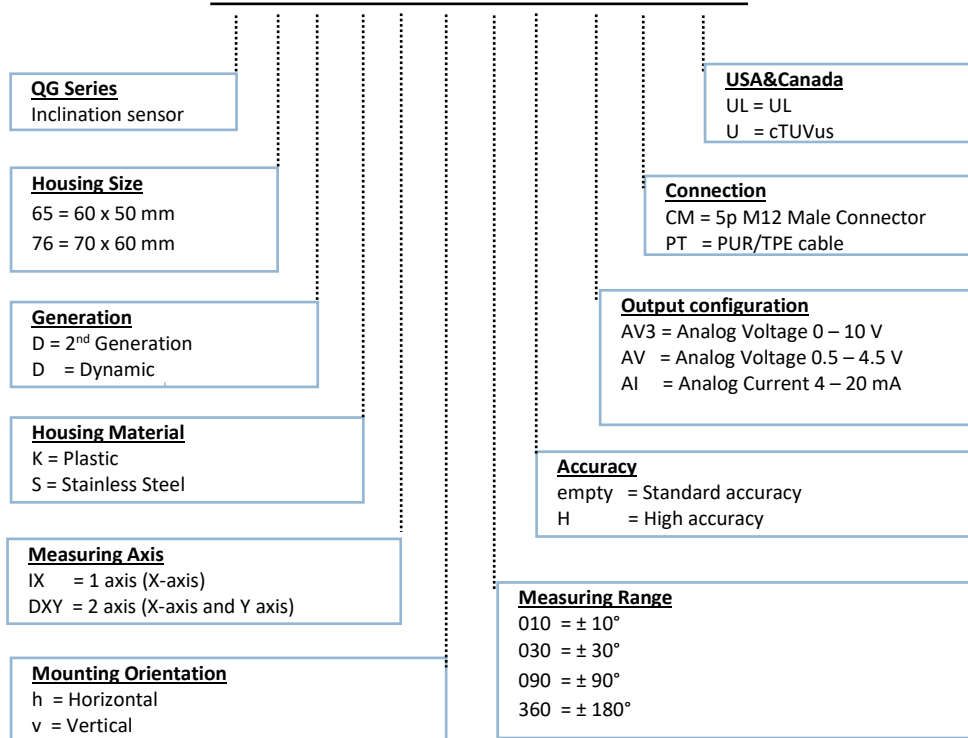 QG Series
Inclination sensor
Housing Size
65 = 60 x 50 mm
76 = 70 x 60 mm
Generation
D = 2nd Generation
D = Dynamic
Housing Material
K = Plastic
S = Stainless Steel
Measuring Axis
IX = 1 axis (X-axis)
DXY = 2 axis (X-axis and Y axis)
Mounting Orientation
h = Horizontal
v = Vertical
USA&Canada
UL = UL
U = cTUVus
Connection
CM = 5p M12 Male Connector
PT = PUR/TPE cable
Output configuration
AV3 = Analog Voltage 0 – 10 V
AV = Analog Voltage 0.5 – 4.5 V
AI = Analog Current 4 – 20 mA
Accuracy
empty = Standard accuracy
H = High accuracy
Measuring Range
010 = ± 10°
030 = ± 30°
090 = ± 90°
360 = ± 180°